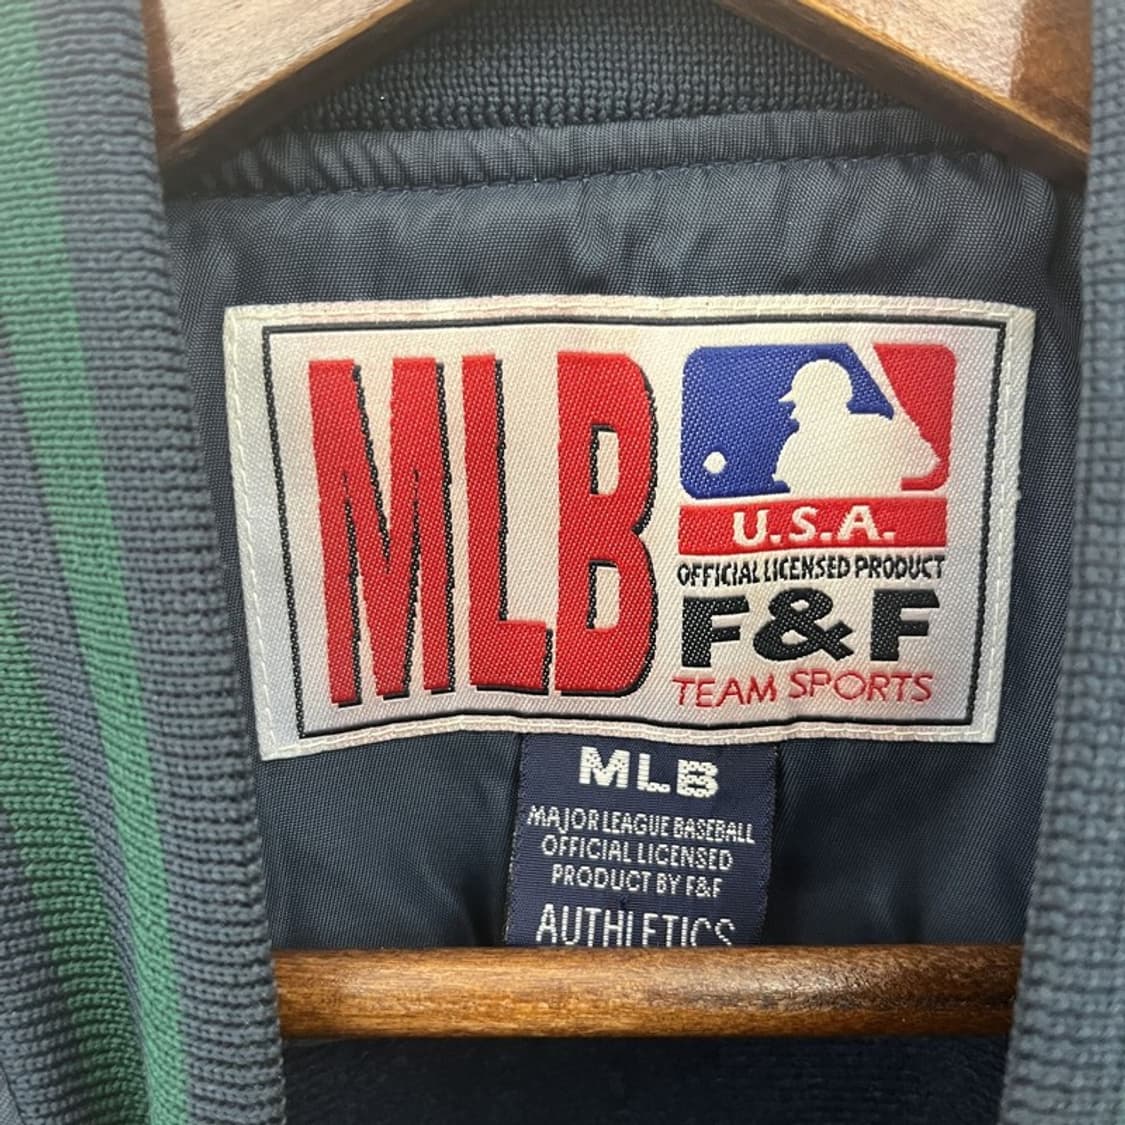 MLB
U.S.A.
OFFICIAL LICENSED PRODUCT
F&F
TEAM SPORTS
MLB
MAJOR LEAGUE BASEBALL
OFFICIAL LICENSED
PRODUCT BY F&F
AUTHLETICS